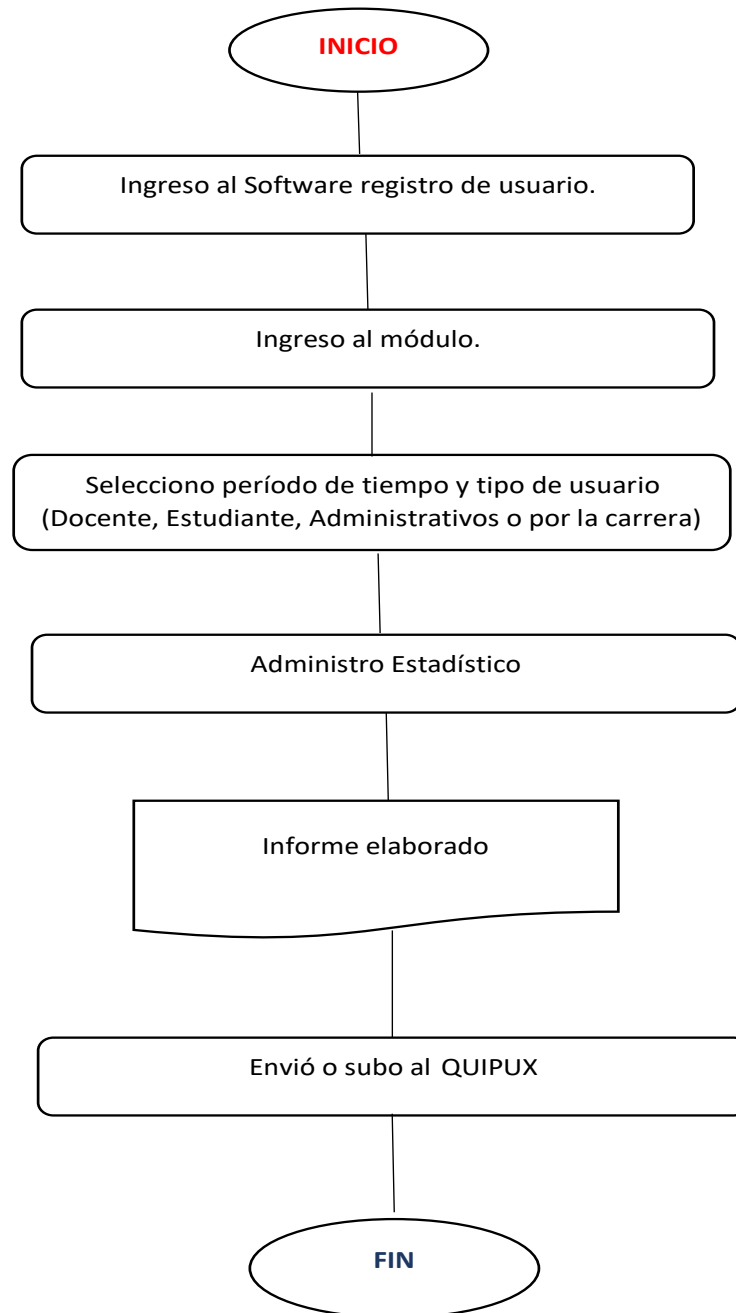 INICIO
Ingreso al Software registro de usuario.
Ingreso al módulo.
Selecciono período de tiempo y tipo de usuario
(Docente, Estudiante, Administrativos o por la carrera)
Administro Estadístico
Informe elaborado
Envió o subo al QUIPUX
FIN